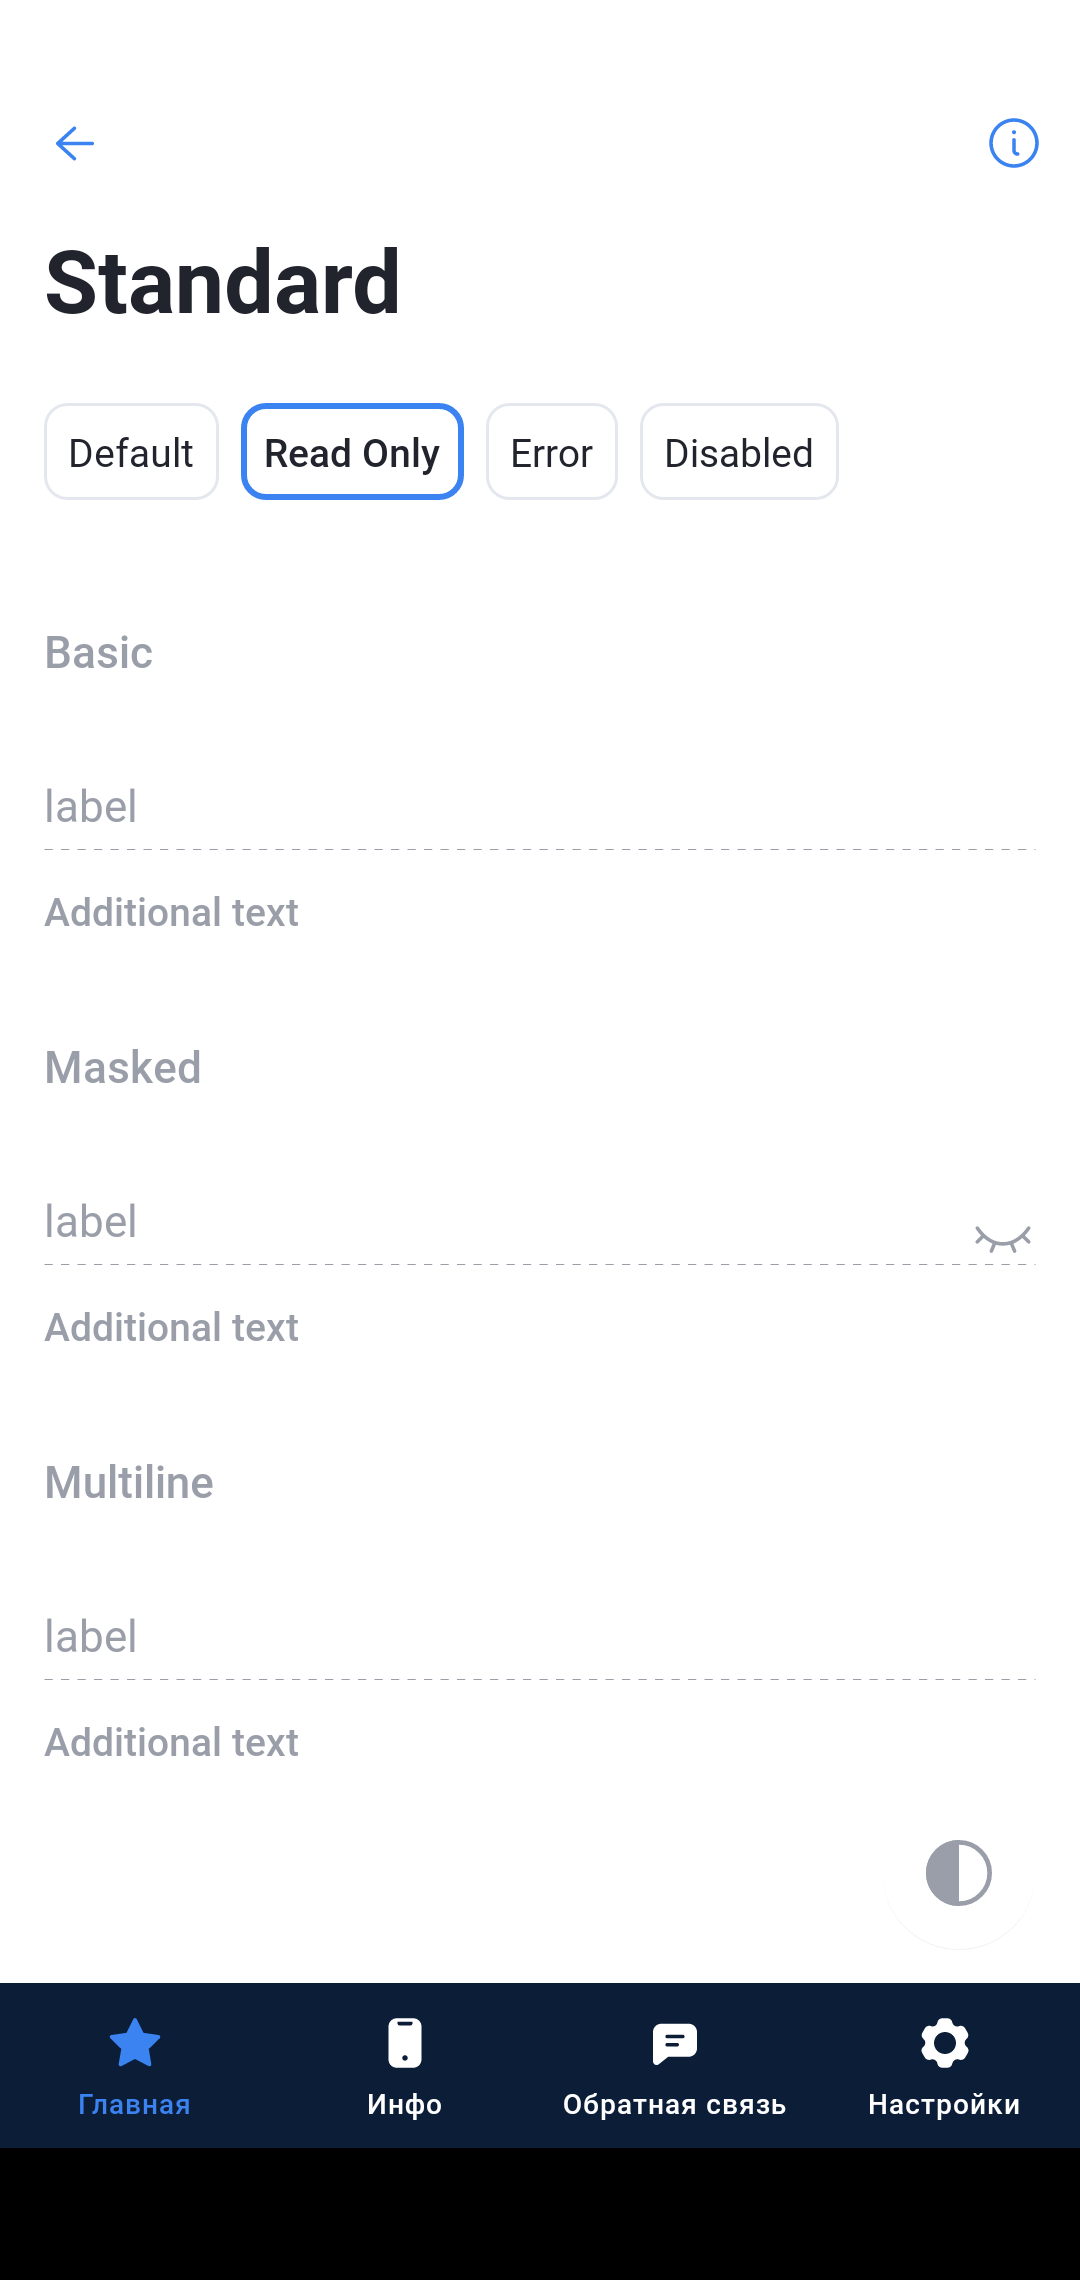 Standard
Default Read Only Error Disabled
Basic
label
Additional text
Masked
label
Additional text
Multiline
label
Additional text
Главная Инфо Обратная связь Настройки